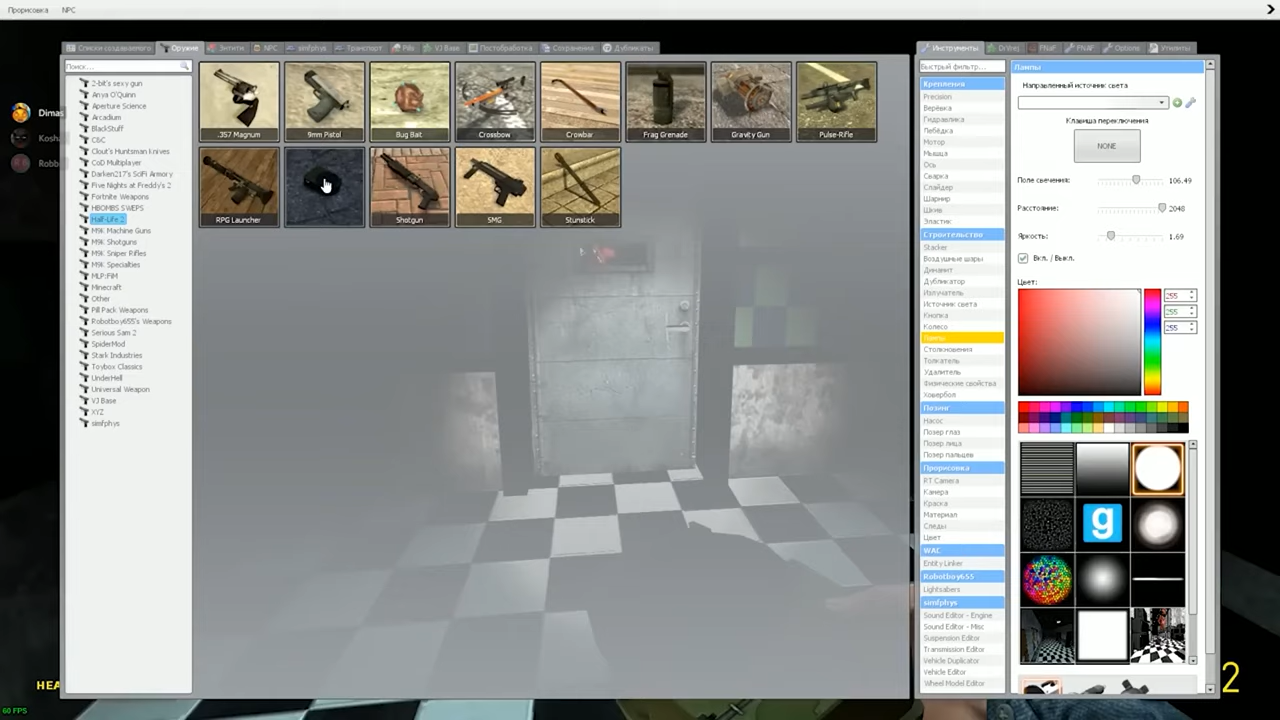 Прорисовка NPC
Списки создаваемого Оружие Энтити NPC simfphys Транспорт Pills VJ Base Постобработка Сохранения Дубликаты
Инструменты DrVrej FNaF FNAF Options Утилиты
Поиск...
2-bit's sexy gun
Anya O'Quinn
Aperture Science
Arcadium
BlackStuff
CGC
Clout's Huntsman Knives
CoD Multiplayer
Darken217's SciFi Armory
Five Nights at Freddy's 2
Fortnite Weapons
HBOMBS SWEPS
Half-Life 2
M9K Machine Guns
M9K Shotguns
M9K Sniper Rifles
M9K Specialties
MLP:FiM
Minecraft
Other
Pill Pack Weapons
Robotboy655's Weapons
Serious Sam 2
SpiderMod
Stark Industries
Toybox Classics
UnderHell
Universal Weapon
VJ Base
XYZ
simfphys
.357 Magnum 9mm Pistol Bug Bait Crossbow Crowbar Frag Grenade Gravity Gun Pulse-Rifle
RPG Launcher Shotgun SMG Stunstick
Dimas
Kosh
Robb
HEA
60 FPS
Быстрый фильтр...
Крепления
Precision
Верёвка
Гидравлика
Лебёдка
Мотор
Мышца
Ось
Сварка
Слайдер
Шарнир
Шкив
Эластик
Строительство
Stacker
Воздушные шары
Динамит
Дубликатор
Излучатель
Источник света
Кнопка
Колесо
Лампы
Столкновения
Толкатель
Удалитель
Физические свойства
Ховербол
Позинг
Насос
Позер глаз
Позер лица
Позер пальцев
Прорисовка
RT Camera
Камера
Краска
Материал
Следы
Цвет
WAC
Entity Linker
Robotboy655
Lightsabers
simfphys
Sound Editor - Engine
Sound Editor - Misc
Suspension Editor
Transmission Editor
Vehicle Duplicator
Vehicle Editor
Wheel Model Editor
Лампы
Направленный источник света
Клавиша переключения
NONE
Поле свечения: 106.49
Расстояние: 2048
Яркость: 1.69
Вкл. / Выкл.
Цвет:
255
255
255
g
2